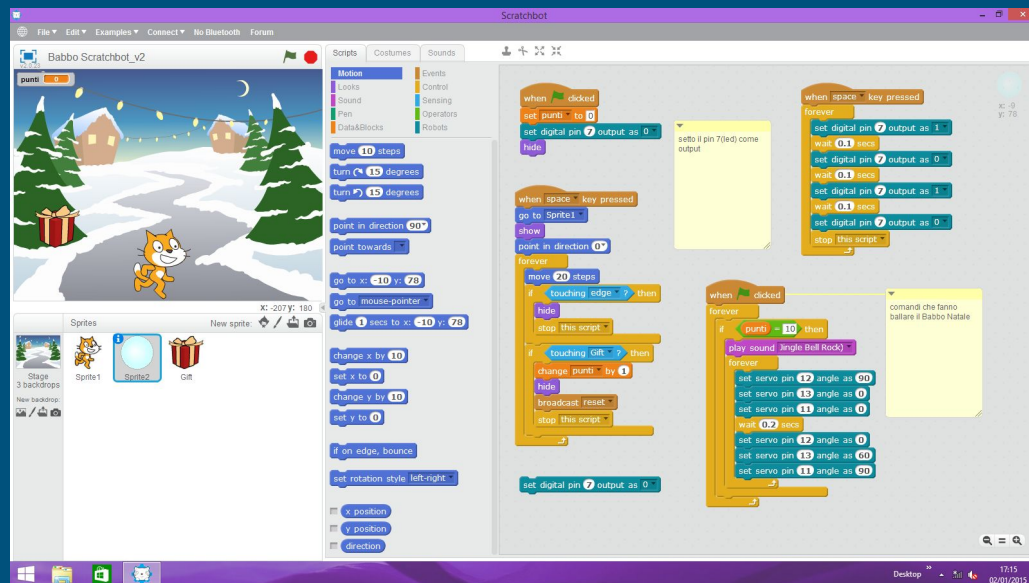 Scratchbot
File Edit Examples Connect No Bluetooth Forum
Babbo Scratchbot_v2
v2.0.23
punti 0
X: -207 Y: 180
Sprites
New sprite:
Stage
3 backdrops
New backdrop:
Sprite1
Sprite2
Gift
Scripts Costumes Sounds
Motion
Looks
Sound
Pen
Data&Blocks
Events
Control
Sensing
Operators
Robots
move 10 steps
turn 15 degrees
turn 15 degrees
point in direction 90
point towards
go to x: -10 y: 78
go to mouse-pointer
glide 1 secs to x: -10 y: 78
change x by 10
set x to 0
change y by 10
set y to 0
if on edge, bounce
set rotation style left-right
x position
y position
direction
when clicked
set punti to 0
set digital pin 7 output as 0
hide
setto il pin 7(led) come
output
when space key pressed
go to Sprite1
show
point in direction 0
forever
move 20 steps
if touching edge ? then
hide
stop this script
if touching Gift ? then
change punti by 1
hide
broadcast reset
stop this script
set digital pin 7 output as 0
when space key pressed
forever
set digital pin 7 output as 1
wait 0.1 secs
set digital pin 7 output as 0
wait 0.1 secs
set digital pin 7 output as 1
wait 0.1 secs
set digital pin 7 output as 0
stop this script
x: -9
y: 78
when clicked
forever
if punti = 10 then
play sound Jingle Bell Rock)
forever
set servo pin 12 angle as 90
set servo pin 13 angle as 0
set servo pin 11 angle as 0
wait 0.2 secs
set servo pin 12 angle as 0
set servo pin 13 angle as 60
set servo pin 11 angle as 90
comandi che fanno
ballare il Babbo Natale
Desktop
17:15
02/01/2015